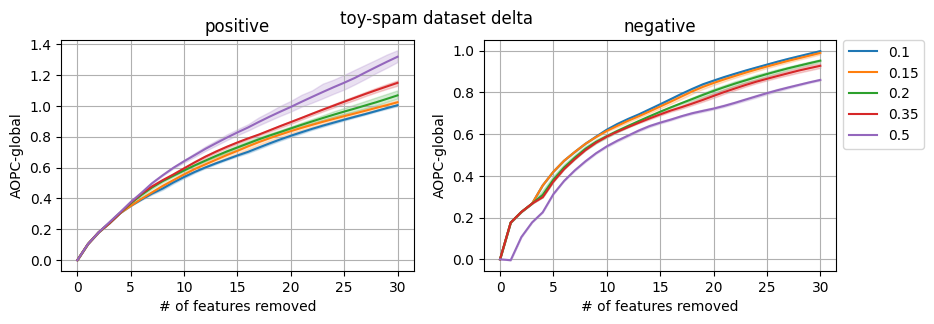 toy-spam dataset delta
positive
1.4
1.2
1.0
0.8
0.6
0.4
0.2
0.0
AOPC-global
0 5 10 15 20 25 30
# of features removed
negative
1.0
0.8
0.6
0.4
0.2
0.0
AOPC-global
0 5 10 15 20 25 30
# of features removed
0.1
0.15
0.2
0.35
0.5